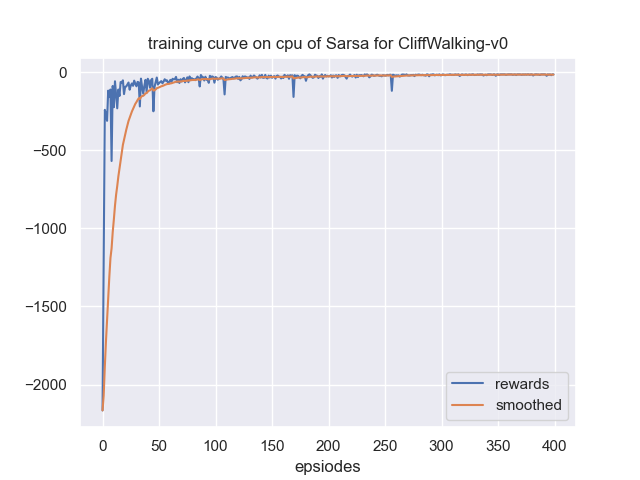 training curve on cpu of Sarsa for CliffWalking-v0
0
−500
−1000
−1500
−2000
rewards
smoothed
0 50 100 150 200 250 300 350 400
epsiodes